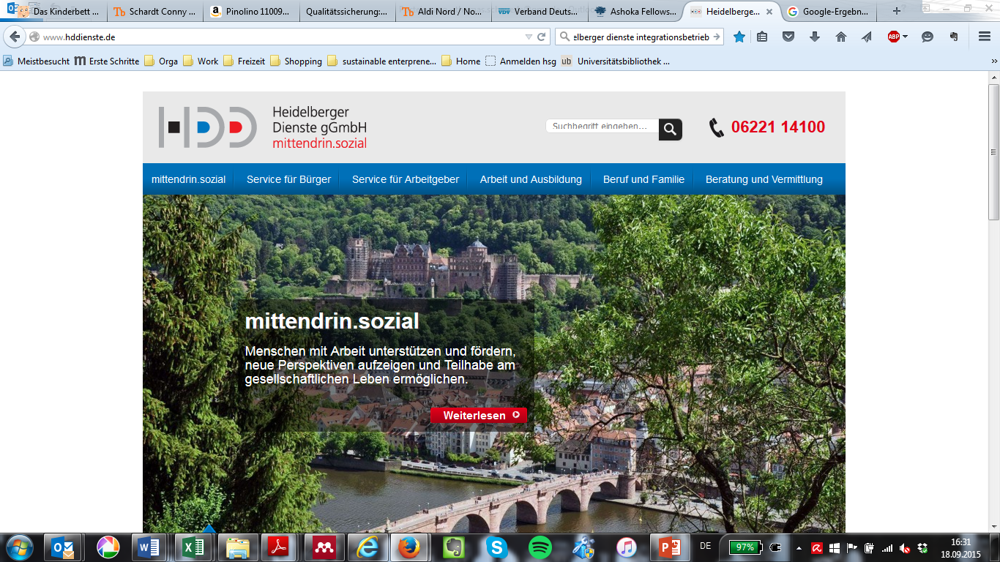 Das Kinderbett ...
Schardt Conny ...
Pinolino 11009...
Qualitätssicherung:...
Aldi Nord / No...
Verband Deuts...
Ashoka Fellows...
Heidelberge...
Google-Ergebn...
www.hddienste.de
elberger dienste integrationsbetrieb
ABP
Meistbesucht
Erste Schritte
Orga
Work
Freizeit
Shopping
sustainable enterprene...
Home
Anmelden hsg
ub
Universitätsbibliothek ...
HDD
Heidelberger
Dienste gGmbH
mittendrin.sozial
Suchbegriff eingeben...
06221 14100
mittendrin.sozial
Service für Bürger
Service für Arbeitgeber
Arbeit und Ausbildung
Beruf und Familie
Beratung und Vermittlung
mittendrin.sozial
Menschen mit Arbeit unterstützen und fördern,
neue Perspektiven aufzeigen und Teilhabe am
gesellschaftlichen Leben ermöglichen.
Weiterlesen
DE
97%
16:31
18.09.2015